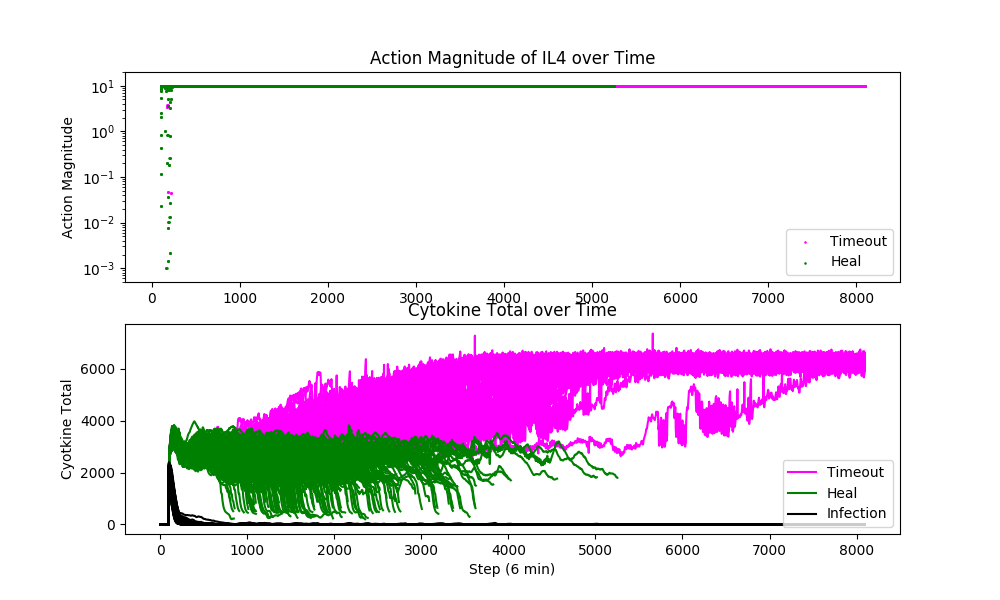 Action Magnitude of IL4 over Time
Action Magnitude
10¹
10⁰
10⁻¹
10⁻²
10⁻³
Timeout
Heal
0 1000 2000 3000 4000 5000 6000 7000 8000
Cytokine Total over Time
Cyotkine Total
6000
4000
2000
0
Timeout
Heal
Infection
0 1000 2000 3000 4000 5000 6000 7000 8000
Step (6 min)